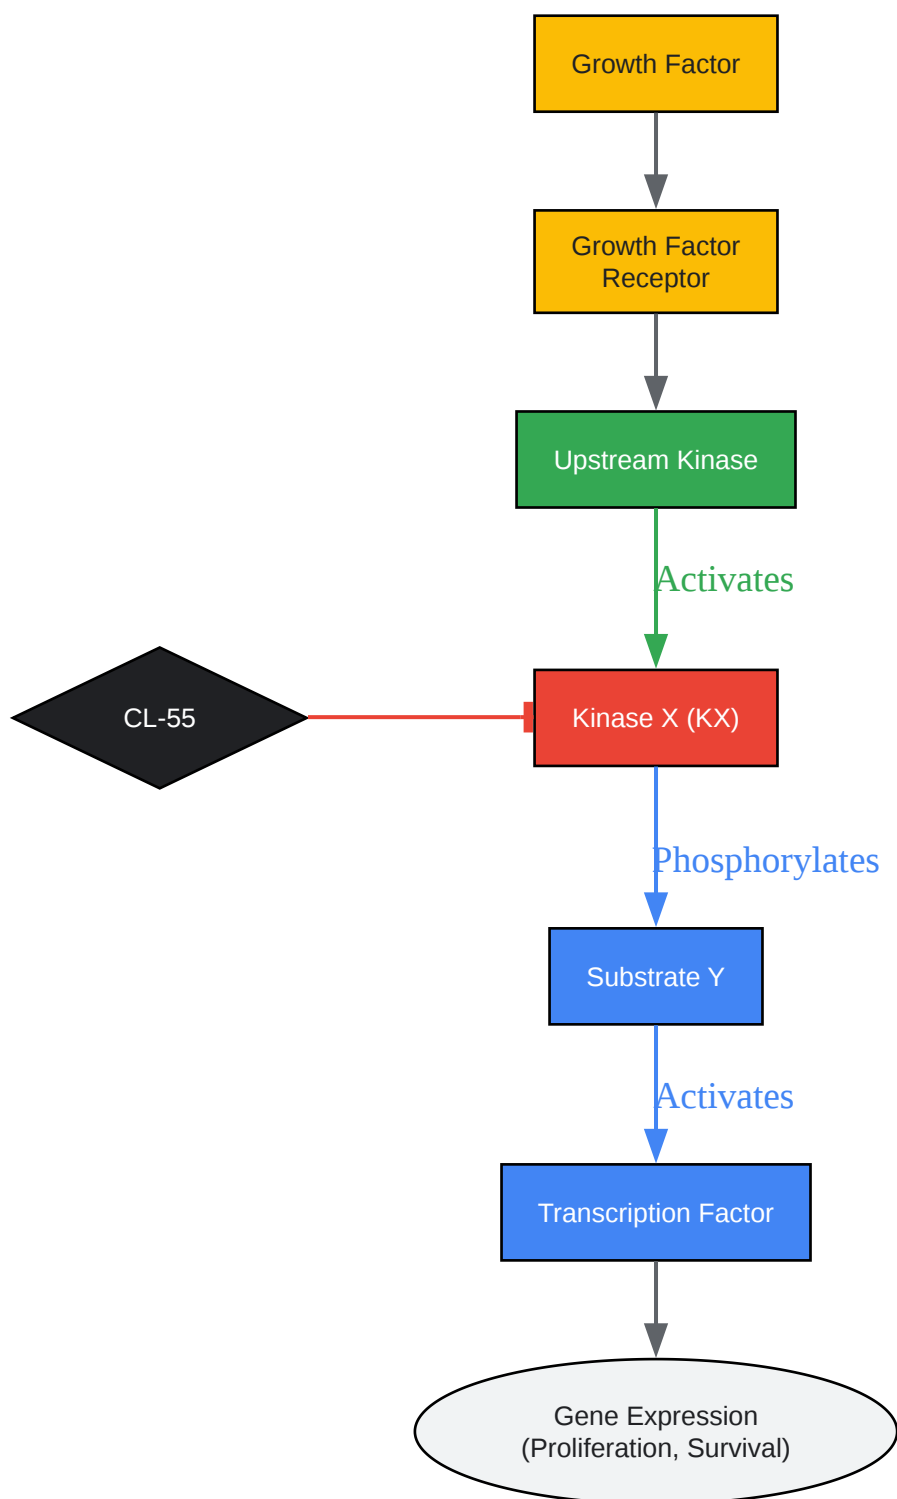 Growth Factor
Growth Factor
Receptor
Upstream Kinase
Activates
CL-55
Kinase X (KX)
Phosphorylates
Substrate Y
Activates
Transcription Factor
Gene Expression
(Proliferation, Survival)